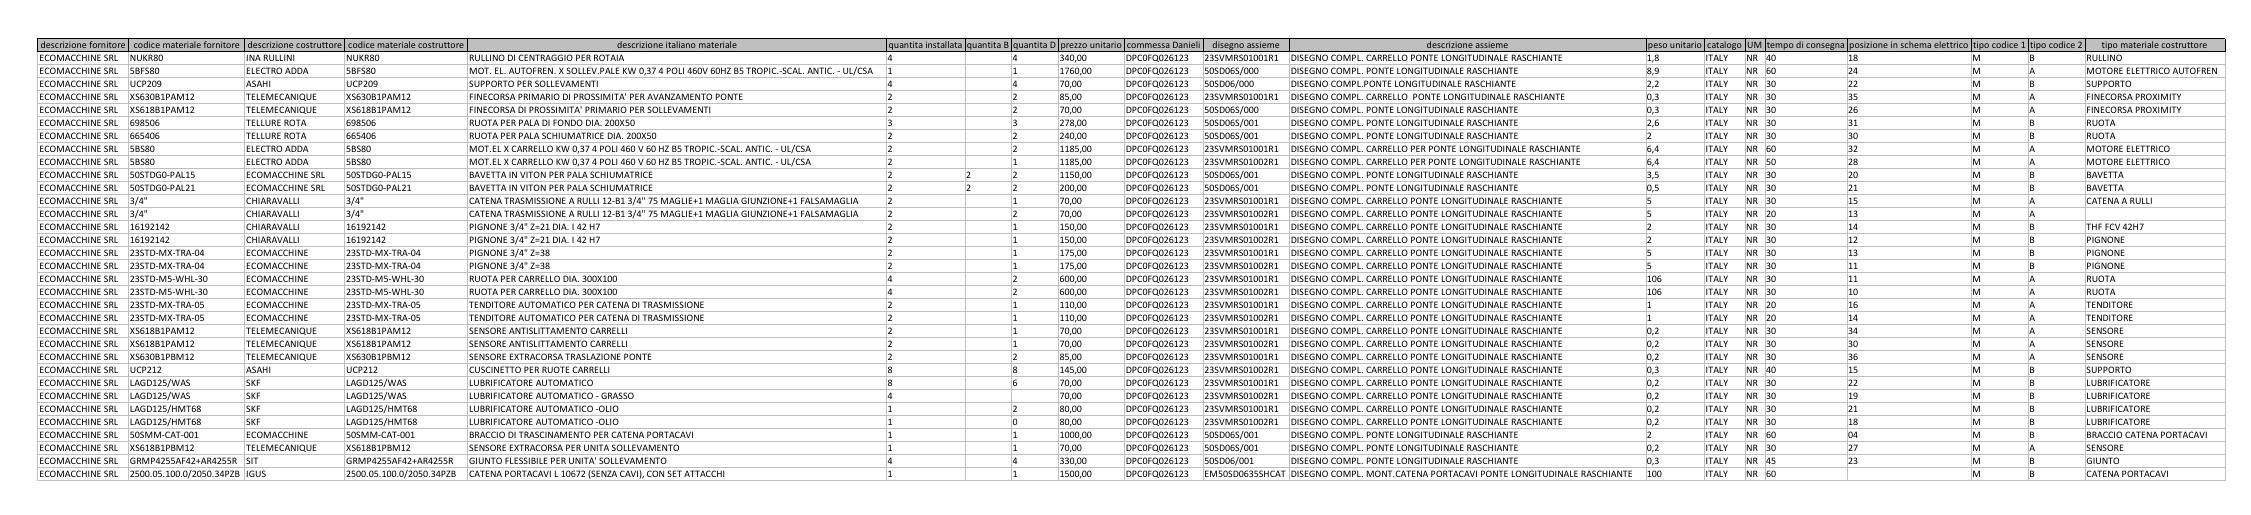 descrizione fornitore codice materiale fornitore descrizione costruttore codice materiale costruttore descrizione italiano materiale quantita installata quantita B quantita D prezzo unitario commessa Danieli disegno assieme descrizione assieme peso unitario catalogo UM tempo di consegna posizione in schema elettrico tipo codice 1 tipo codice 2 tipo materiale costruttore
ECOMACCHINE SRL NUKR80 INA RULLINI NUKR80 RULLINO DI CENTRAGGIO PER ROTAIA 4 4 340,00 DPC0FQ026123 23SVMRS01001R1 DISEGNO COMPL. CARRELLO PONTE LONGITUDINALE RASCHIANTE 1,8 ITALY NR 40 18 M B RULLINO
ECOMACCHINE SRL 5BFS80 ELECTRO ADDA 5BFS80 MOT. EL. AUTOFREN. X SOLLEV.PALE KW 0,37 4 POLI 460V 60HZ B5 TROPIC.-SCAL. ANTIC. - UL/CSA 1 1 1760,00 DPC0FQ026123 50SD06S/000 DISEGNO COMPL. PONTE LONGITUDINALE RASCHIANTE 8,9 ITALY NR 60 24 M A MOTORE ELETTRICO AUTOFREN
ECOMACCHINE SRL UCP209 ASAHI UCP209 SUPPORTO PER SOLLEVAMENTI 4 4 70,00 DPC0FQ026123 50SD06/000 DISEGNO COMPL.PONTE LONGITUDINALE RASCHIANTE 2,2 ITALY NR 30 22 M B SUPPORTO
ECOMACCHINE SRL XS630B1PAM12 TELEMECANIQUE XS630B1PAM12 FINECORSA PRIMARIO DI PROSSIMITA' PER AVANZAMENTO PONTE 2 2 85,00 DPC0FQ026123 23SVMRS01001R1 DISEGNO COMPL. CARRELLO PONTE LONGITUDINALE RASCHIANTE 0,3 ITALY NR 30 35 M A FINECORSA PROXIMITY
ECOMACCHINE SRL XS618B1PAM12 TELEMECANIQUE XS618B1PAM12 FINECORSA DI PROSSIMITA' PRIMARIO PER SOLLEVAMENTI 2 2 70,00 DPC0FQ026123 50SD06S/000 DISEGNO COMPL. PONTE LONGITUDINALE RASCHIANTE 0,3 ITALY NR 30 26 M A FINECORSA PROXIMITY
ECOMACCHINE SRL 698506 TELLURE ROTA 698506 RUOTA PER PALA DI FONDO DIA. 200X50 3 3 278,00 DPC0FQ026123 50SD06S/001 DISEGNO COMPL. PONTE LONGITUDINALE RASCHIANTE 2,6 ITALY NR 30 31 M B RUOTA
ECOMACCHINE SRL 665406 TELLURE ROTA 665406 RUOTA PER PALA SCHIUMATRICE DIA. 200X50 2 2 240,00 DPC0FQ026123 50SD06S/001 DISEGNO COMPL. PONTE LONGITUDINALE RASCHIANTE 2 ITALY NR 30 30 M B RUOTA
ECOMACCHINE SRL 5BS80 ELECTRO ADDA 5BS80 MOT.EL X CARRELLO KW 0,37 4 POLI 460 V 60 HZ B5 TROPIC.-SCAL. ANTIC. - UL/CSA 2 2 1185,00 DPC0FQ026123 23SVMRS01001R1 DISEGNO COMPL. CARRELLO PER PONTE LONGITUDINALE RASCHIANTE 6,4 ITALY NR 60 32 M A MOTORE ELETTRICO
ECOMACCHINE SRL 5BS80 ELECTRO ADDA 5BS80 MOT.EL X CARRELLO KW 0,37 4 POLI 460 V 60 HZ B5 TROPIC.-SCAL. ANTIC. - UL/CSA 2 1 1185,00 DPC0FQ026123 23SVMRS01002R1 DISEGNO COMPL. CARRELLO PER PONTE LONGITUDINALE RASCHIANTE 6,4 ITALY NR 50 28 M A MOTORE ELETTRICO
ECOMACCHINE SRL 50STDG0-PAL15 ECOMACCHINE SRL 50STDG0-PAL15 BAVETTA IN VITON PER PALA SCHIUMATRICE 2 2 2 1150,00 DPC0FQ026123 50SD06S/001 DISEGNO COMPL. PONTE LONGITUDINALE RASCHIANTE 3,5 ITALY NR 30 20 M B BAVETTA
ECOMACCHINE SRL 50STDG0-PAL21 ECOMACCHINE SRL 50STDG0-PAL21 BAVETTA IN VITON PER PALA SCHIUMATRICE 2 2 2 200,00 DPC0FQ026123 50SD06S/001 DISEGNO COMPL. PONTE LONGITUDINALE RASCHIANTE 0,5 ITALY NR 30 21 M B BAVETTA
ECOMACCHINE SRL 3/4" CHIARAVALLI 3/4" CATENA TRASMISSIONE A RULLI 12-B1 3/4" 75 MAGLIE+1 MAGLIA GIUNZIONE+1 FALSAMAGLIA 2 1 70,00 DPC0FQ026123 23SVMRS01001R1 DISEGNO COMPL. CARRELLO PONTE LONGITUDINALE RASCHIANTE 5 ITALY NR 30 15 M A CATENA A RULLI
ECOMACCHINE SRL 3/4" CHIARAVALLI 3/4" CATENA TRASMISSIONE A RULLI 12-B1 3/4" 75 MAGLIE+1 MAGLIA GIUNZIONE+1 FALSAMAGLIA 2 1 70,00 DPC0FQ026123 23SVMRS01002R1 DISEGNO COMPL. CARRELLO PONTE LONGITUDINALE RASCHIANTE 5 ITALY NR 20 13 M A
ECOMACCHINE SRL 16192142 CHIARAVALLI 16192142 PIGNONE 3/4" Z=21 DIA. I 42 H7 2 1 150,00 DPC0FQ026123 23SVMRS01001R1 DISEGNO COMPL. CARRELLO PONTE LONGITUDINALE RASCHIANTE 2 ITALY NR 30 14 M B THF FCV 42H7
ECOMACCHINE SRL 16192142 CHIARAVALLI 16192142 PIGNONE 3/4" Z=21 DIA. I 42 H7 2 1 150,00 DPC0FQ026123 23SVMRS01002R1 DISEGNO COMPL. CARRELLO PONTE LONGITUDINALE RASCHIANTE 2 ITALY NR 30 12 M B PIGNONE
ECOMACCHINE SRL 23STD-MX-TRA-04 ECOMACCHINE 23STD-MX-TRA-04 PIGNONE 3/4" Z=38 2 1 175,00 DPC0FQ026123 23SVMRS01001R1 DISEGNO COMPL. CARRELLO PONTE LONGITUDINALE RASCHIANTE 5 ITALY NR 30 13 M B PIGNONE
ECOMACCHINE SRL 23STD-MX-TRA-04 ECOMACCHINE 23STD-MX-TRA-04 PIGNONE 3/4" Z=38 2 1 175,00 DPC0FQ026123 23SVMRS01002R1 DISEGNO COMPL. CARRELLO PONTE LONGITUDINALE RASCHIANTE 5 ITALY NR 30 11 M B PIGNONE
ECOMACCHINE SRL 23STD-M5-WHL-30 ECOMACCHINE 23STD-M5-WHL-30 RUOTA PER CARRELLO DIA. 300X100 4 2 600,00 DPC0FQ026123 23SVMRS01001R1 DISEGNO COMPL. CARRELLO PONTE LONGITUDINALE RASCHIANTE 106 ITALY NR 30 11 M A RUOTA
ECOMACCHINE SRL 23STD-M5-WHL-30 ECOMACCHINE 23STD-M5-WHL-30 RUOTA PER CARRELLO DIA. 300X100 4 2 600,00 DPC0FQ026123 23SVMRS01002R1 DISEGNO COMPL. CARRELLO PONTE LONGITUDINALE RASCHIANTE 106 ITALY NR 30 10 M A RUOTA
ECOMACCHINE SRL 23STD-MX-TRA-05 ECOMACCHINE 23STD-MX-TRA-05 TENDITORE AUTOMATICO PER CATENA DI TRASMISSIONE 2 1 110,00 DPC0FQ026123 23SVMRS01001R1 DISEGNO COMPL. CARRELLO PONTE LONGITUDINALE RASCHIANTE 1 ITALY NR 20 16 M A TENDITORE
ECOMACCHINE SRL 23STD-MX-TRA-05 ECOMACCHINE 23STD-MX-TRA-05 TENDITORE AUTOMATICO PER CATENA DI TRASMISSIONE 2 1 110,00 DPC0FQ026123 23SVMRS01002R1 DISEGNO COMPL. CARRELLO PONTE LONGITUDINALE RASCHIANTE 1 ITALY NR 20 14 M A TENDITORE
ECOMACCHINE SRL XS618B1PAM12 TELEMECANIQUE XS618B1PAM12 SENSORE ANTISLITTAMENTO CARRELLI 2 1 70,00 DPC0FQ026123 23SVMRS01001R1 DISEGNO COMPL. CARRELLO PONTE LONGITUDINALE RASCHIANTE 0,2 ITALY NR 30 34 M A SENSORE
ECOMACCHINE SRL XS618B1PAM12 TELEMECANIQUE XS618B1PAM12 SENSORE ANTISLITTAMENTO CARRELLI 2 1 70,00 DPC0FQ026123 23SVMRS01002R1 DISEGNO COMPL. CARRELLO PONTE LONGITUDINALE RASCHIANTE 0,2 ITALY NR 30 30 M A SENSORE
ECOMACCHINE SRL XS630B1PBM12 TELEMECANIQUE XS630B1PBM12 SENSORE EXTRACORSA TRASLAZIONE PONTE 2 2 85,00 DPC0FQ026123 23SVMRS01001R1 DISEGNO COMPL. CARRELLO PONTE LONGITUDINALE RASCHIANTE 0,2 ITALY NR 30 36 M A SENSORE
ECOMACCHINE SRL UCP212 ASAHI UCP212 CUSCINETTO PER RUOTE CARRELLI 8 8 145,00 DPC0FQ026123 23SVMRS01001R1 DISEGNO COMPL. CARRELLO PONTE LONGITUDINALE RASCHIANTE 0,3 ITALY NR 40 15 M B SUPPORTO
ECOMACCHINE SRL LAGD125/WAS SKF LAGD125/WAS LUBRIFICATORE AUTOMATICO 8 6 70,00 DPC0FQ026123 23SVMRS01001R1 DISEGNO COMPL. CARRELLO PONTE LONGITUDINALE RASCHIANTE 0,2 ITALY NR 30 22 M B LUBRIFICATORE
ECOMACCHINE SRL LAGD125/WAS SKF LAGD125/WAS LUBRIFICATORE AUTOMATICO - GRASSO 4 70,00 DPC0FQ026123 23SVMRS01002R1 DISEGNO COMPL. CARRELLO PONTE LONGITUDINALE RASCHIANTE 0,2 ITALY NR 30 19 M B LUBRIFICATORE
ECOMACCHINE SRL LAGD125/HMT68 SKF LAGD125/HMT68 LUBRIFICATORE AUTOMATICO -OLIO 1 2 80,00 DPC0FQ026123 23SVMRS01001R1 DISEGNO COMPL. CARRELLO PONTE LONGITUDINALE RASCHIANTE 0,2 ITALY NR 30 21 M B LUBRIFICATORE
ECOMACCHINE SRL LAGD125/HMT68 SKF LAGD125/HMT68 LUBRIFICATORE AUTOMATICO -OLIO 1 0 80,00 DPC0FQ026123 23SVMRS01002R1 DISEGNO COMPL. CARRELLO PONTE LONGITUDINALE RASCHIANTE 0,2 ITALY NR 30 18 M B LUBRIFICATORE
ECOMACCHINE SRL 50SMM-CAT-001 ECOMACCHINE 50SMM-CAT-001 BRACCIO DI TRASCINAMENTO PER CATENA PORTACAVI 1 1 1000,00 DPC0FQ026123 50SD06S/001 DISEGNO COMPL. PONTE LONGITUDINALE RASCHIANTE 2 ITALY NR 60 04 M B BRACCIO CATENA PORTACAVI
ECOMACCHINE SRL XS618B1PBM12 TELEMECANIQUE XS618B1PBM12 SENSORE EXTRACORSA PER UNITA SOLLEVAMENTO 1 1 70,00 DPC0FQ026123 50SD06S/001 DISEGNO COMPL. PONTE LONGITUDINALE RASCHIANTE 0,2 ITALY NR 30 27 M A SENSORE
ECOMACCHINE SRL GRMP4255AF42+AR4255R SIT GRMP4255AF42+AR4255R GIUNTO FLESSIBILE PER UNITA' SOLLEVAMENTO 4 4 330,00 DPC0FQ026123 50SD06/001 DISEGNO COMPL. PONTE LONGITUDINALE RASCHIANTE 0,3 ITALY NR 45 23 M B GIUNTO
ECOMACCHINE SRL 2500.05.100.0/2050.34PZB IGUS 2500.05.100.0/2050.34PZB CATENA PORTACAVI L 10672 (SENZA CAVI), CON SET ATTACCHI 1 1 1500,00 DPC0FQ026123 EM50SD0635SHCAT DISEGNO COMPL. MONT.CATENA PORTACAVI PONTE LONGITUDINALE RASCHIANTE 100 ITALY NR 60 M B CATENA PORTACAVI